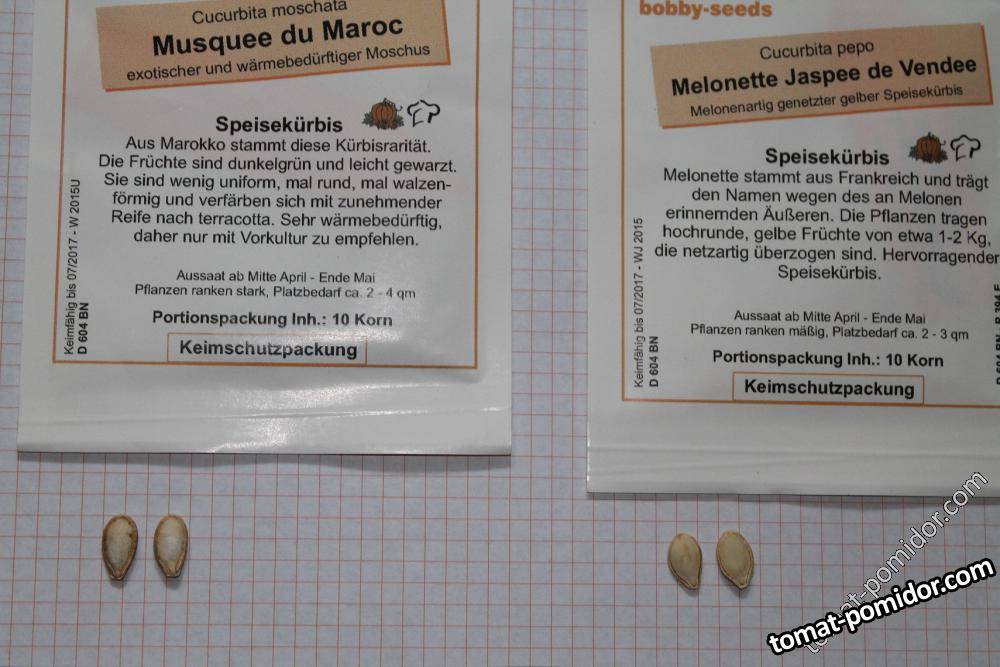 Cucurbita moschata
Musquee du Maroc
exotischer und wärmebedürftiger Moschus
Speisekürbis
Aus Marokko stammt diese Kürbisrarität.
Die Früchte sind dunkelgrün und leicht gewarzt.
Sie sind wenig uniform, mal rund, mal walzen-
förmig und verfärben sich mit zunehmender
Reife nach terracotta. Sehr wärmebedürftig,
daher nur mit Vorkultur zu empfehlen.
Aussaat ab Mitte April - Ende Mai
Pflanzen ranken stark, Platzbedarf ca. 2 - 4 qm
Portionspackung Inh.: 10 Korn
Keimschutzpackung
Keimfähig bis 07/2017 - W 2015U
D 604 BN
bobby-seeds
Cucurbita pepo
Melonette Jaspee de Vendee
Melonenartig genetzter gelber Speisekürbis
Speisekürbis
Melonette stammt aus Frankreich und trägt
den Namen wegen des an Melonen
erinnernden Äußeren. Die Pflanzen tragen
hochrunde, gelbe Früchte von etwa 1-2 Kg,
die netzartig überzogen sind. Hervorragender
Speisekürbis.
Aussaat ab Mitte April - Ende Mai
Pflanzen ranken mäßig, Platzbedarf ca. 2 - 3 qm
Portionspackung Inh.: 10 Korn
Keimschutzpackung
Keimfähig bis 07/2017 - WJ 2015
D 604 BN
tomat-pomidor.com
tomat-pomidor.com